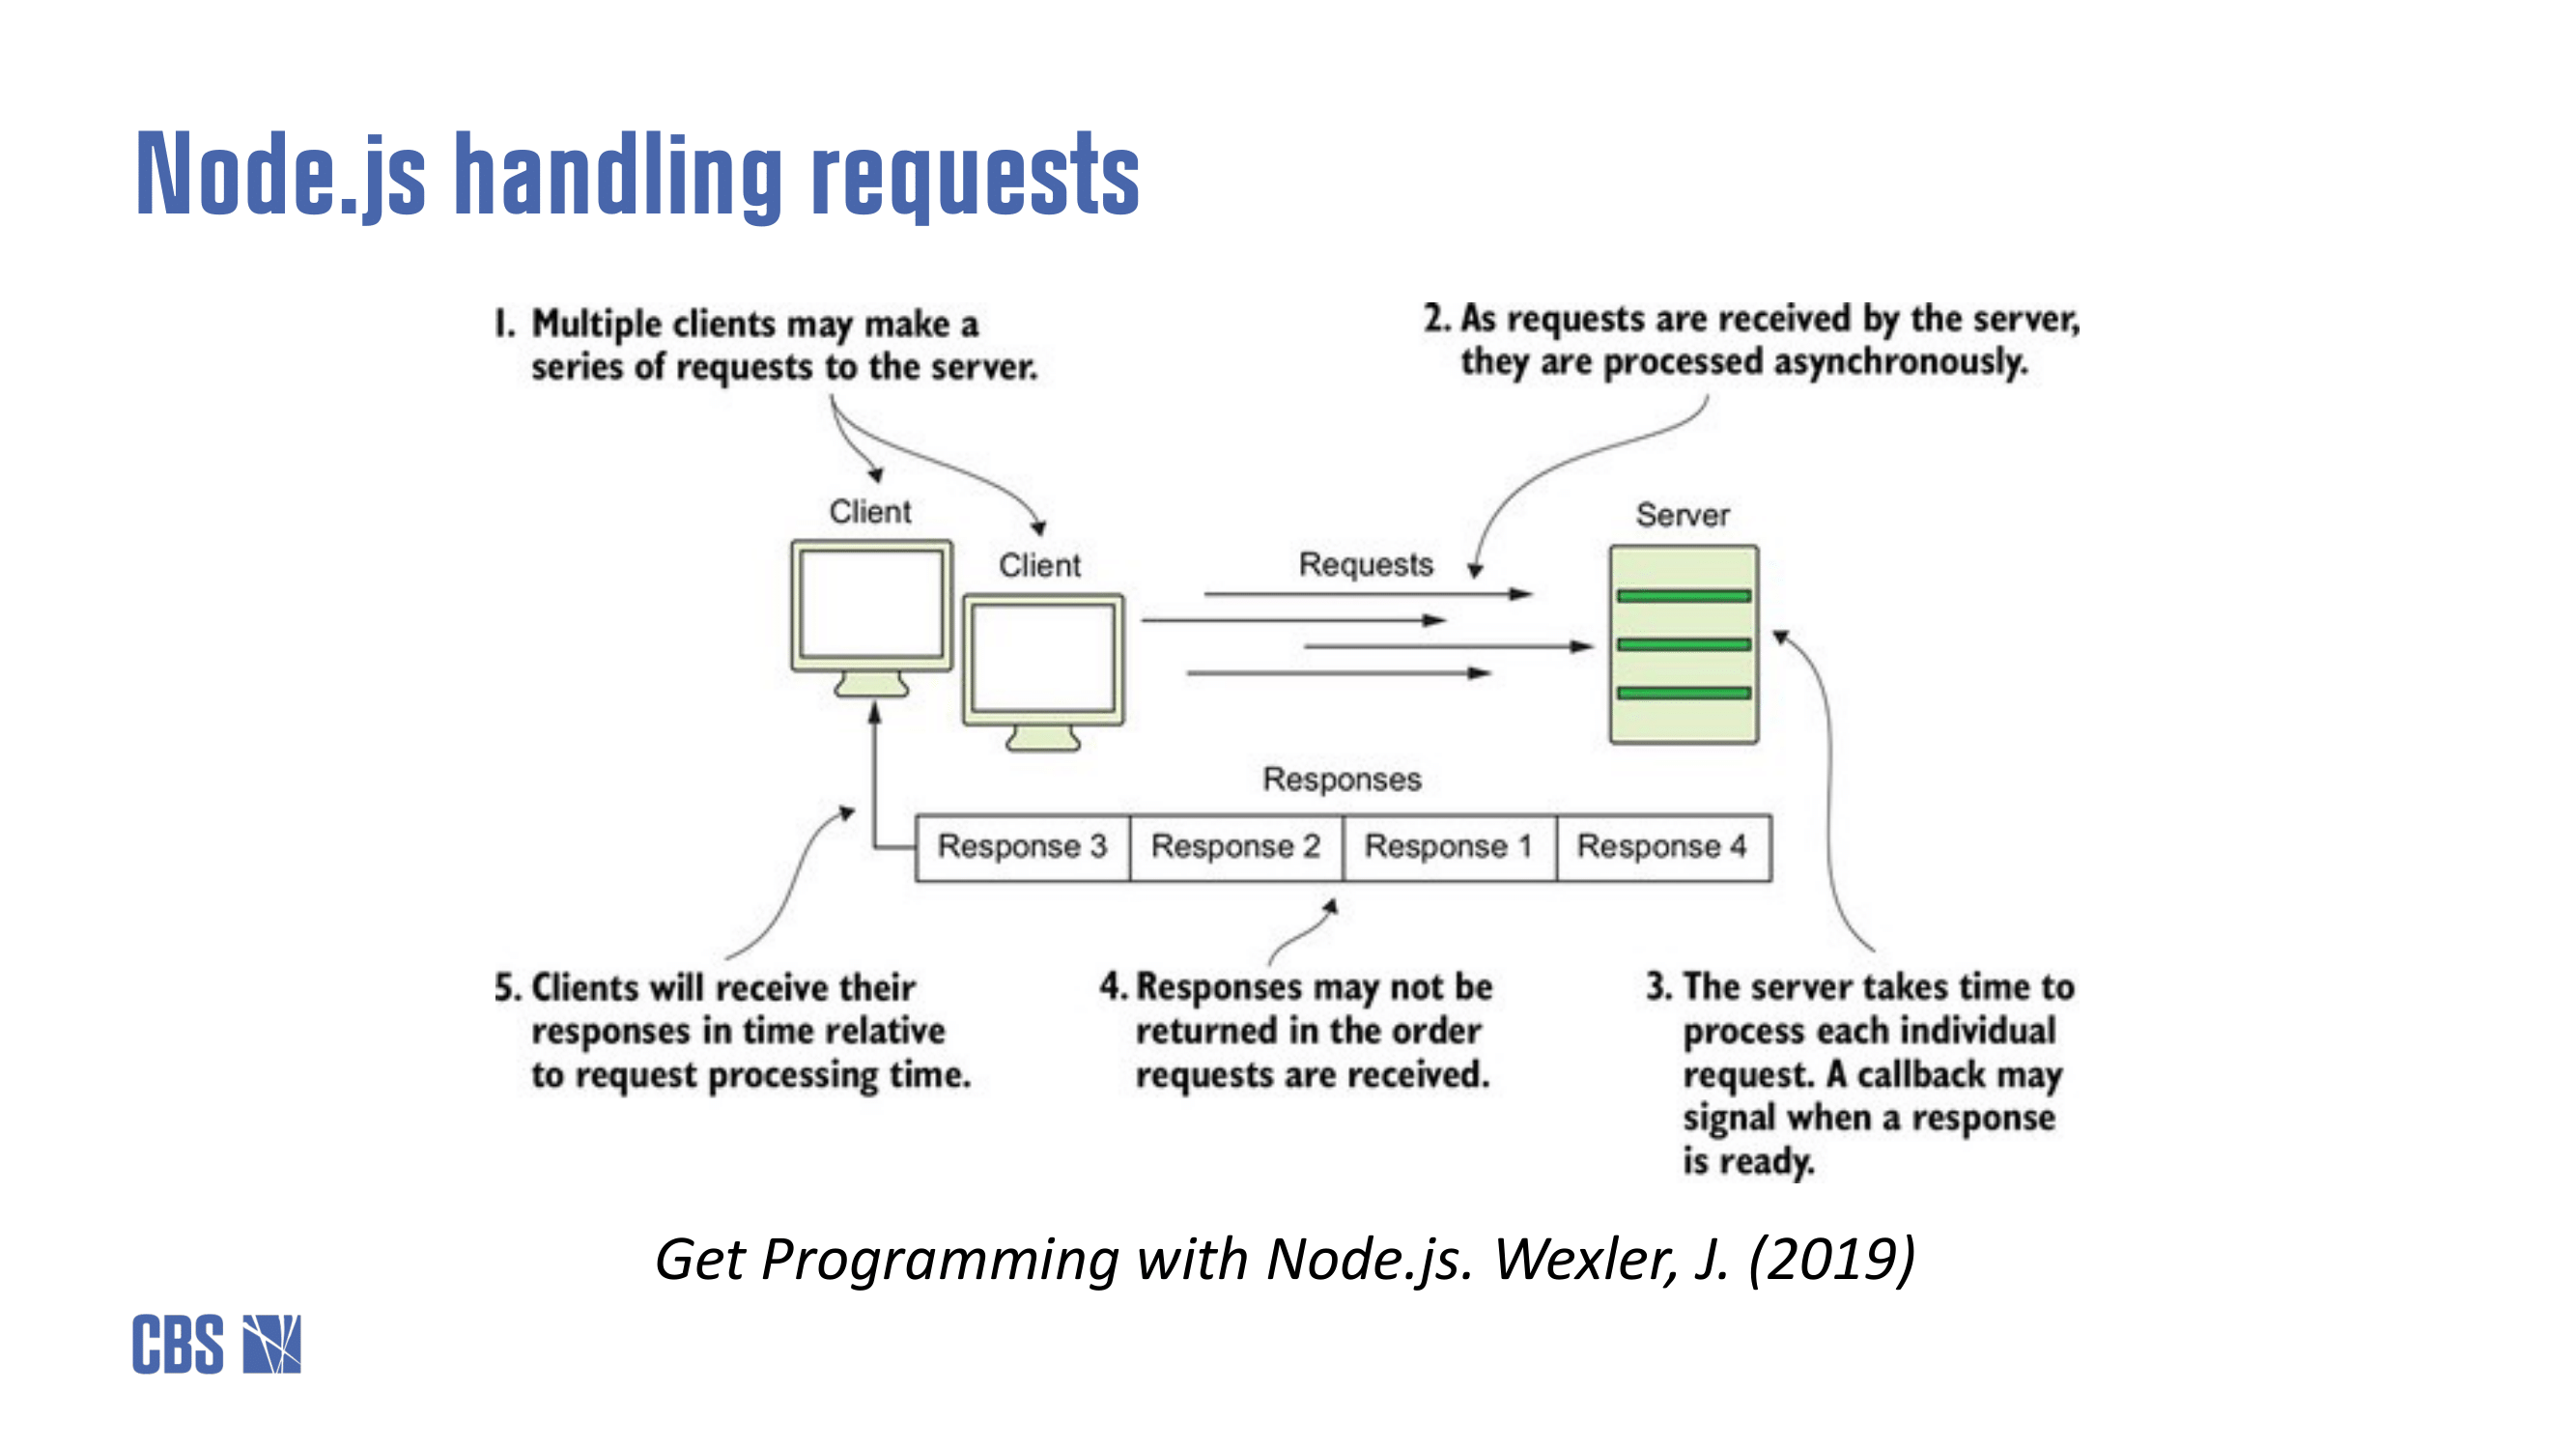 Node.js handling requests
1. Multiple clients may make a
series of requests to the server.
2. As requests are received by the server,
they are processed asynchronously.
Client
Client
Requests
Server
Responses
Response 3
Response 2
Response 1
Response 4
5. Clients will receive their
responses in time relative
to request processing time.
4. Responses may not be
returned in the order
requests are received.
3. The server takes time to
process each individual
request. A callback may
signal when a response
is ready.
Get Programming with Node.js. Wexler, J. (2019)
CBS